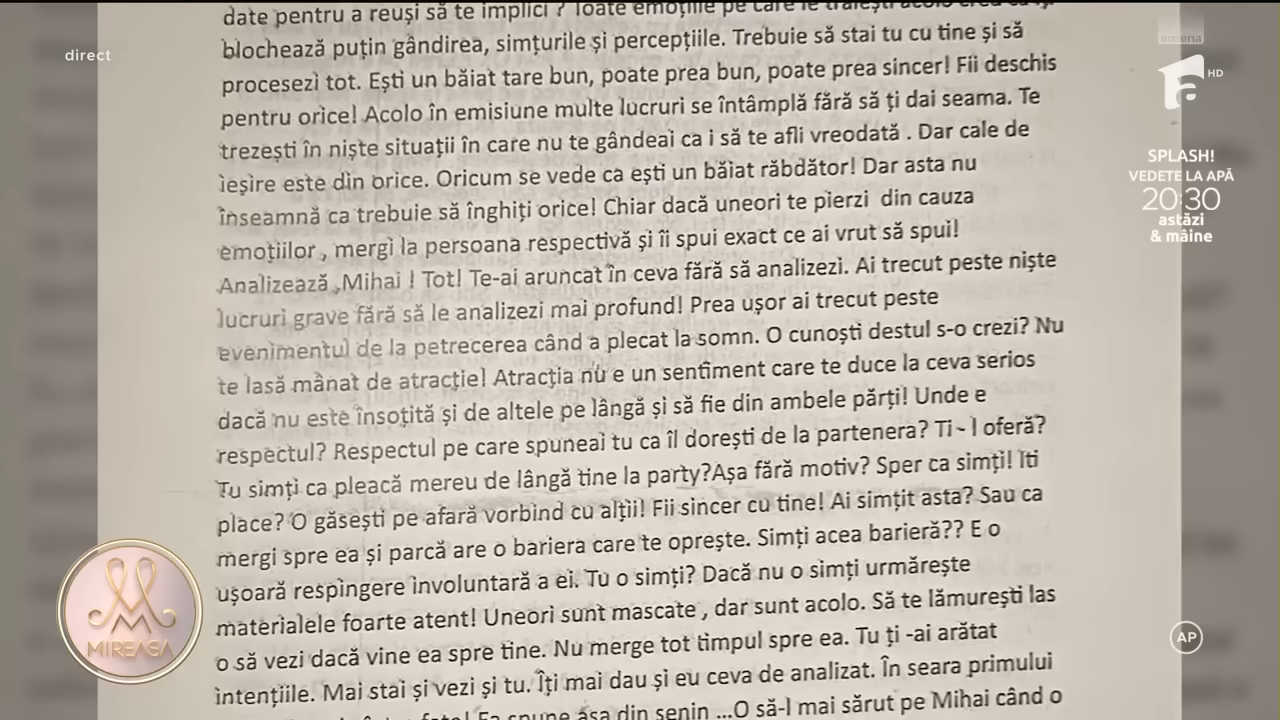 date pentru a reuși să te implici ? Toate emoțiile pe care le trăiești acolo
blochează puțin gândirea, simțurile și percepțiile. Trebuie să stai tu cu tine și să
procesezi tot. Ești un băiat tare bun, poate prea bun, poate prea sincer! Fii deschis
pentru orice! Acolo în emisiune multe lucruri se întâmplă fără să ți dai seama. Te
trezești în niște situații în care nu te gândeai ca i să te afli vreodată . Dar cale de
ieșire este din orice. Oricum se vede ca ești un băiat răbdător! Dar asta nu
înseamnă ca trebuie să înghiți orice! Chiar dacă uneori te pierzi din cauza
emoțiilor , mergi la persoana respectivă și îi spui exact ce ai vrut să spui!
Analizează ,Mihai ! Tot! Te-ai aruncat în ceva fără să analizezi. Ai trecut peste niște
lucruri grave fără să le analizezi mai profund! Prea ușor ai trecut peste
evenimentul de la petrecerea când a plecat la somn. O cunoști destul s-o crezi? Nu
te lasă mânat de atracție! Atracția nu e un sentiment care te duce la ceva serios
dacă nu este însoțită și de altele pe lângă și să fie din ambele părți! Unde e
respectul? Respectul pe care spuneai tu ca îl dorești de la partenera? Ti - l oferă?
Tu simți ca pleacă mereu de lângă tine la party?Așa fără motiv? Sper ca simți! Iti
place? O găsești pe afară vorbind cu alții! Fii sincer cu tine! Ai simțit asta? Sau ca
mergi spre ea și parcă are o bariera care te oprește. Simți acea barieră?? E o
ușoară respingere involuntară a ei. Tu o simți? Dacă nu o simți urmărește
materialele foarte atent! Uneori sunt mascate , dar sunt acolo. Să te lămurești las
o să vezi dacă vine ea spre tine. Nu merge tot timpul spre ea. Tu ți -ai arătat
intențiile. Mai stai și vezi și tu. Îți mai dau și eu ceva de analizat. În seara primului
Ea spune așa din senin ...O să-l mai sărut pe Mihai când o
direct
antena
HD
SPLASH!
VEDETE LA APĂ
20:30
astăzi
& mâine
MIREASA
AP